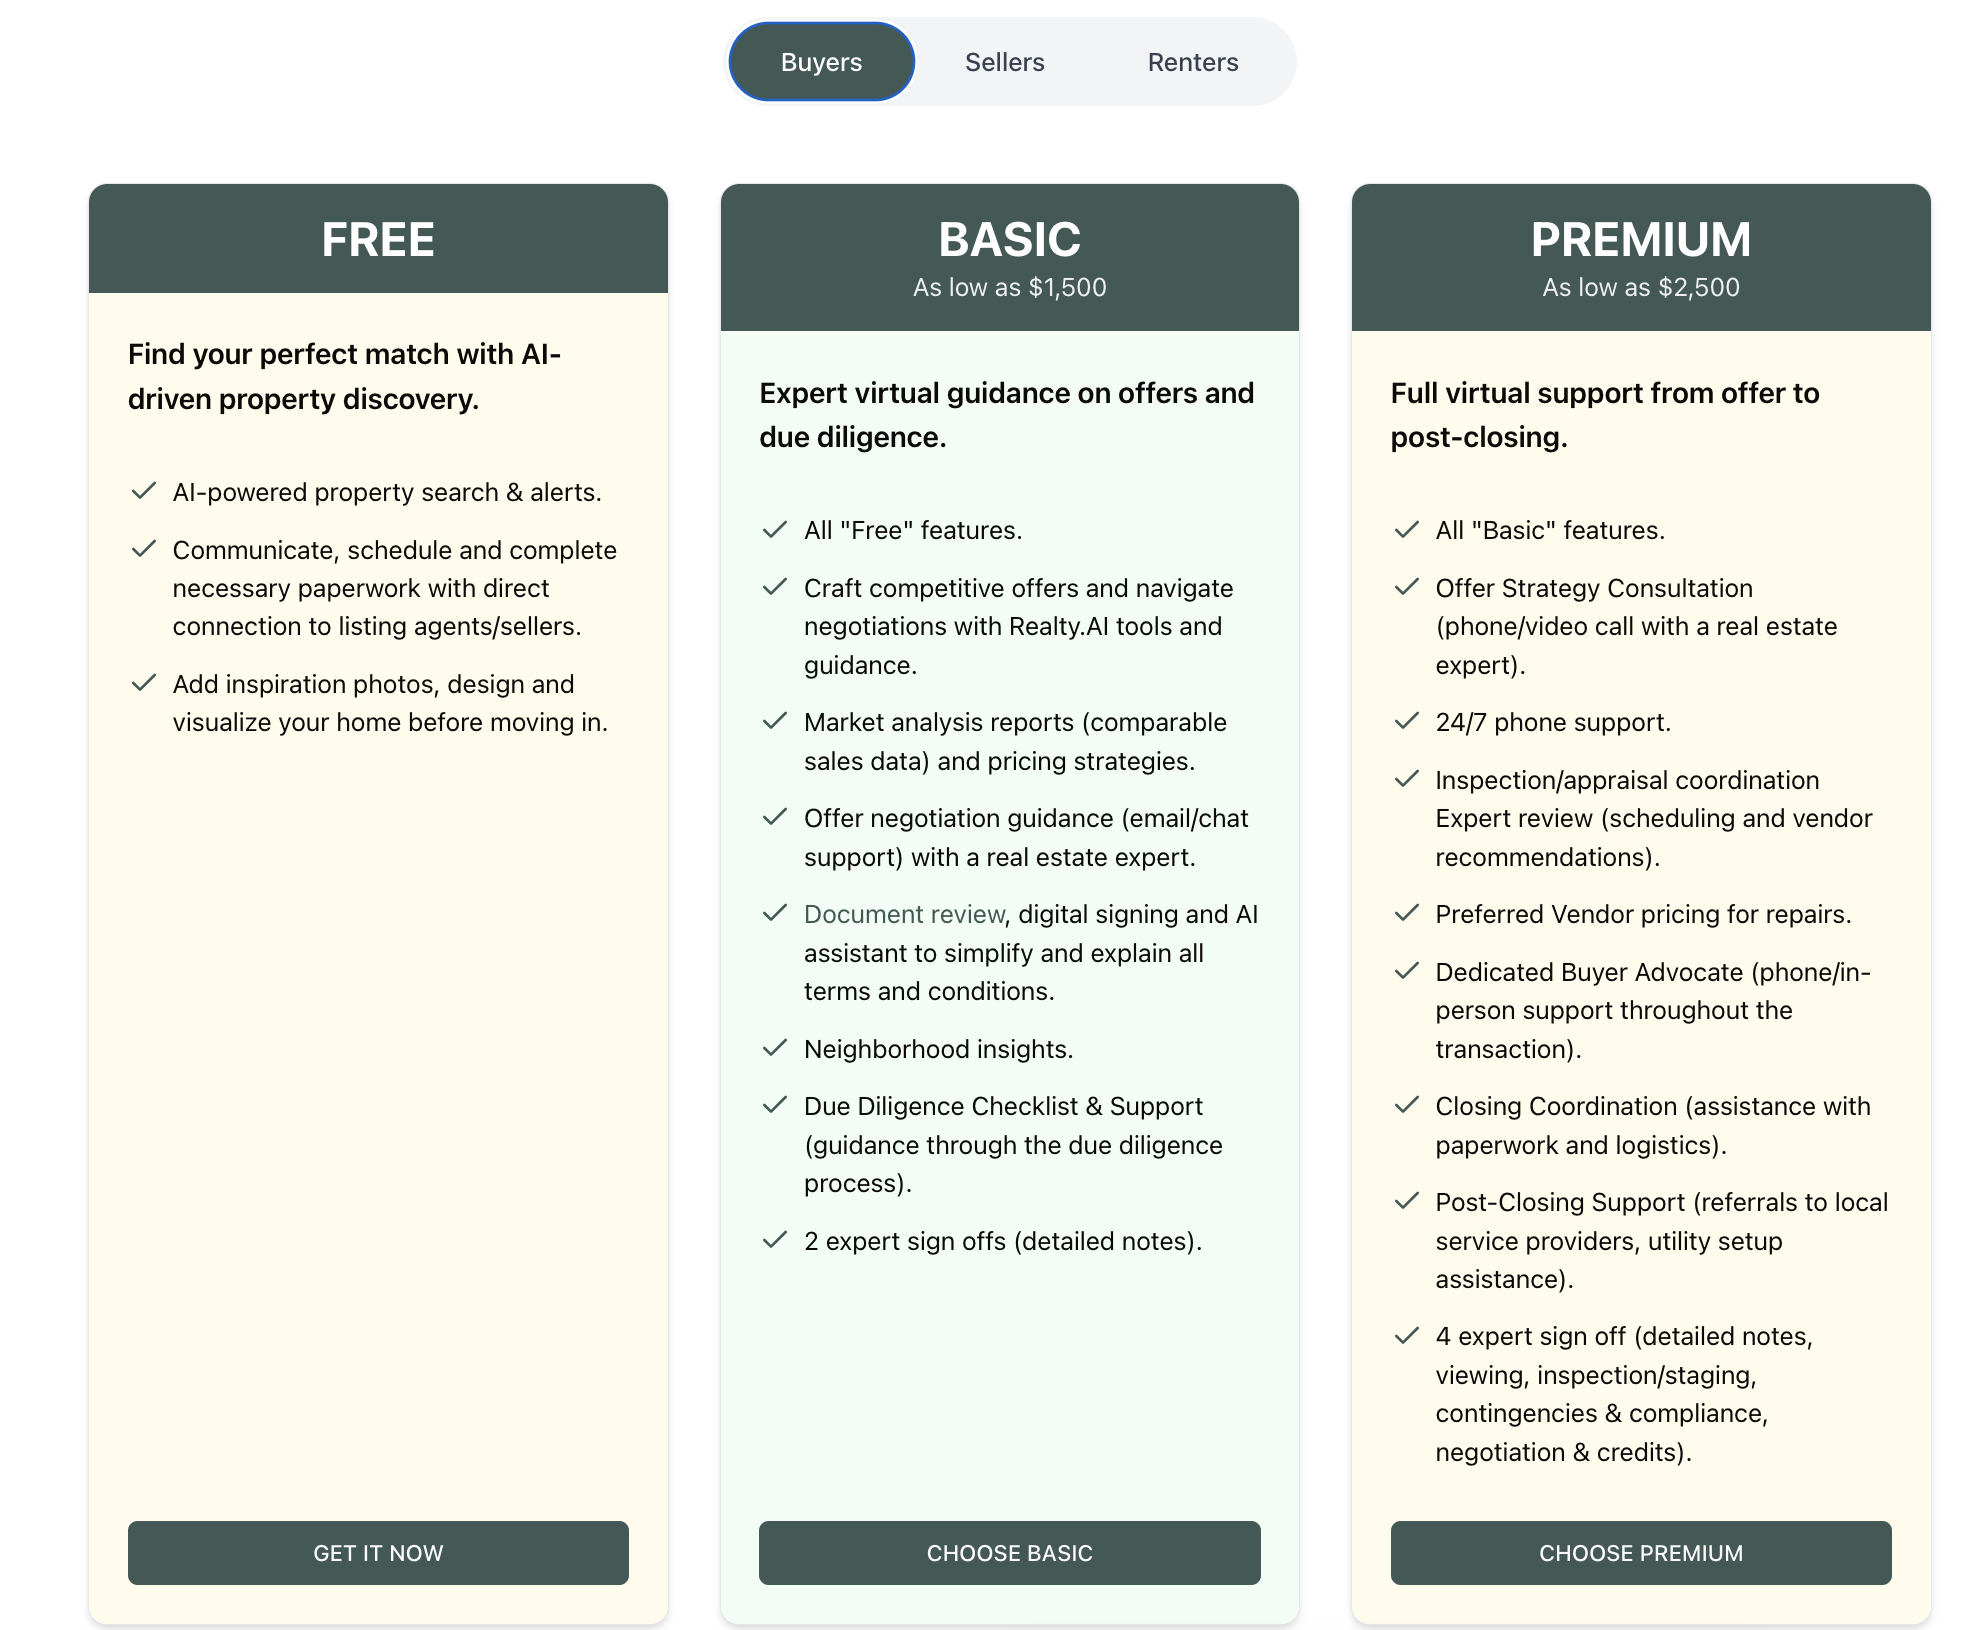 Buyers
Sellers
Renters
FREE
Find your perfect match with AI-
driven property discovery.
AI-powered property search & alerts.
Communicate, schedule and complete
necessary paperwork with direct
connection to listing agents/sellers.
Add inspiration photos, design and
visualize your home before moving in.
GET IT NOW
BASIC
As low as $1,500
Expert virtual guidance on offers and
due diligence.
All "Free" features.
Craft competitive offers and navigate
negotiations with Realty.AI tools and
guidance.
Market analysis reports (comparable
sales data) and pricing strategies.
Offer negotiation guidance (email/chat
support) with a real estate expert.
Document review, digital signing and AI
assistant to simplify and explain all
terms and conditions.
Neighborhood insights.
Due Diligence Checklist & Support
(guidance through the due diligence
process).
2 expert sign offs (detailed notes).
CHOOSE BASIC
PREMIUM
As low as $2,500
Full virtual support from offer to
post-closing.
All "Basic" features.
Offer Strategy Consultation
(phone/video call with a real estate
expert).
24/7 phone support.
Inspection/appraisal coordination
Expert review (scheduling and vendor
recommendations).
Preferred Vendor pricing for repairs.
Dedicated Buyer Advocate (phone/in-
person support throughout the
transaction).
Closing Coordination (assistance with
paperwork and logistics).
Post-Closing Support (referrals to local
service providers, utility setup
assistance).
4 expert sign off (detailed notes,
viewing, inspection/staging,
contingencies & compliance,
negotiation & credits).
CHOOSE PREMIUM